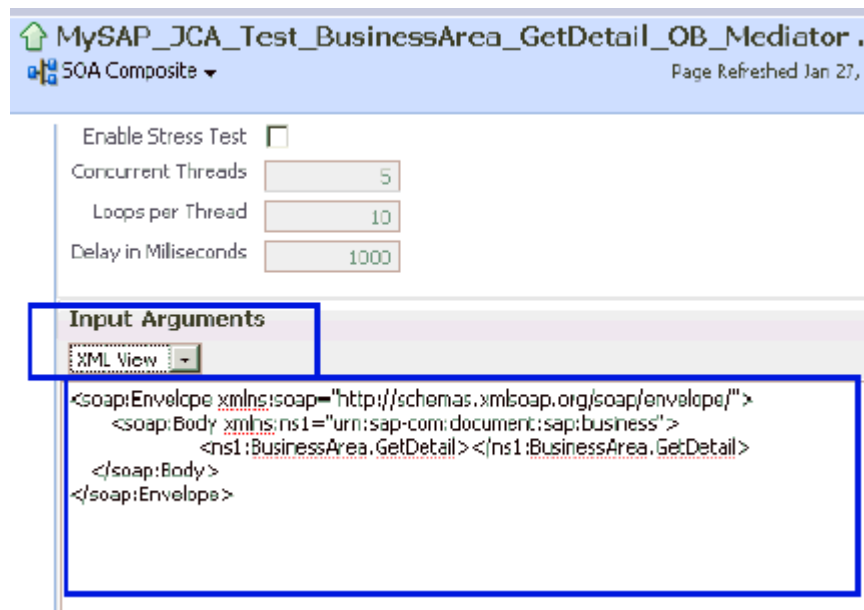 MySAP_JCA_Test_BusinessArea_GetDetail_OB_Mediator .
SOA Composite
Page Refreshed Jan 27,
Enable Stress Test
Concurrent Threads 5
Loops per Thread 10
Delay in Miliseconds 1000
Input Arguments
XML View
<soap:Envelope xmlns:soap="http://schemas.xmlsoap.org/soap/envelope/">
<soap:Body xmlns:ns1="urn:sap-com:document:sap:business">
<ns1:BusinessArea.GetDetail></ns1:BusinessArea.GetDetail>
</soap:Body>
</soap:Envelope>